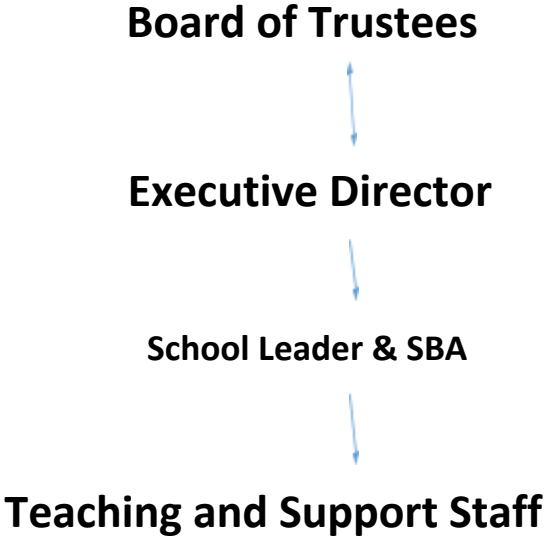 Board of Trustees
Executive Director
School Leader & SBA
Teaching and Support Staff